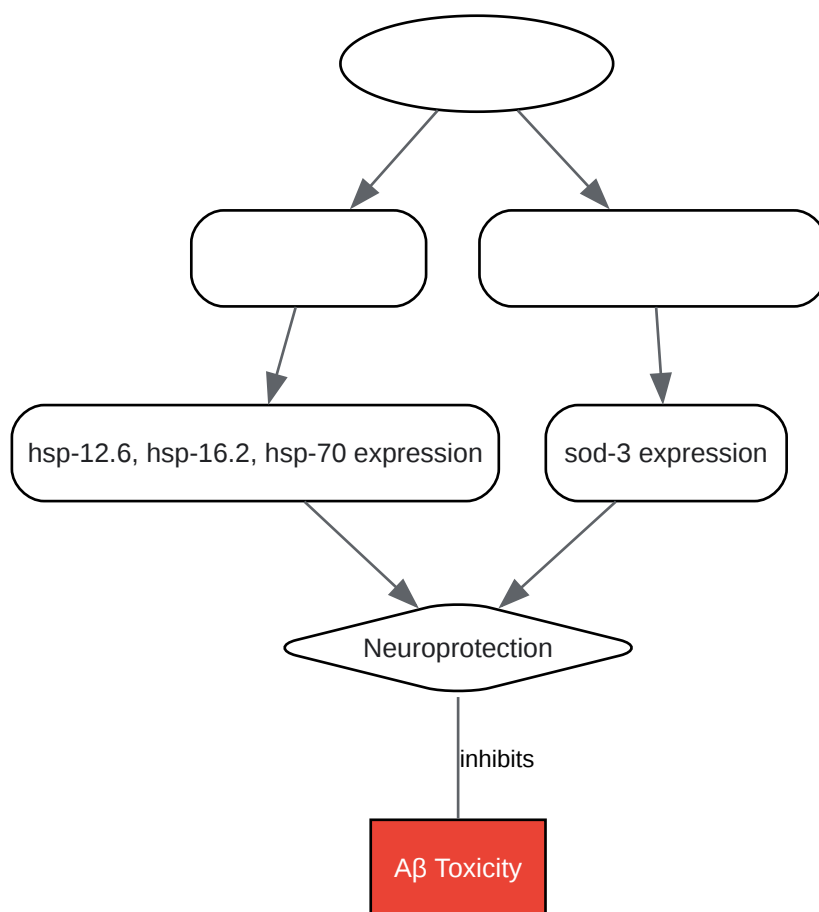 hsp-12.6, hsp-16.2, hsp-70 expression
sod-3 expression
Neuroprotection
inhibits
Aβ Toxicity